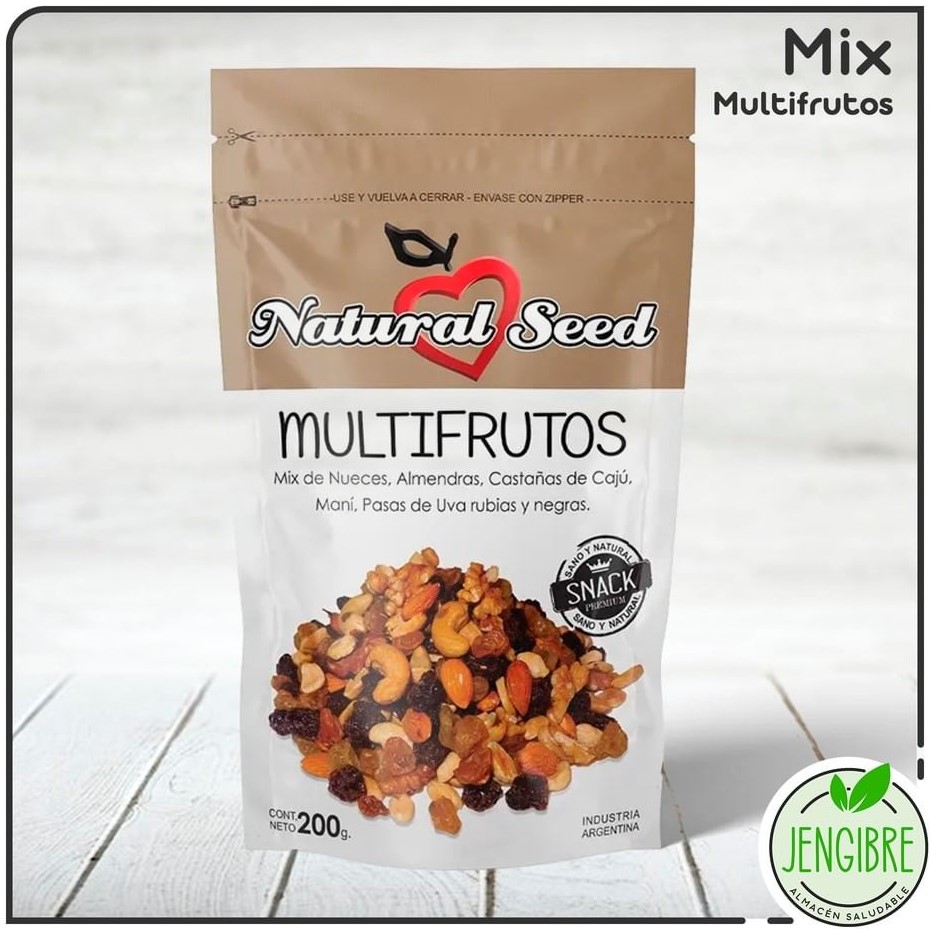 Mix
Multifrutos
USE Y VUELVA A CERRAR - ENVASE CON ZIPPER
Natural Seed
MULTIFRUTOS
Mix de Nueces, Almendras, Castañas de Cajú,
Maní, Pasas de Uva rubias y negras.
SANO Y NATURAL
SNACK
PREMIUM
SANO Y NATURAL
CONT.
NETO 200g.
INDUSTRIA
ARGENTINA
JENGIBRE
ALMACÉN SALUDABLE